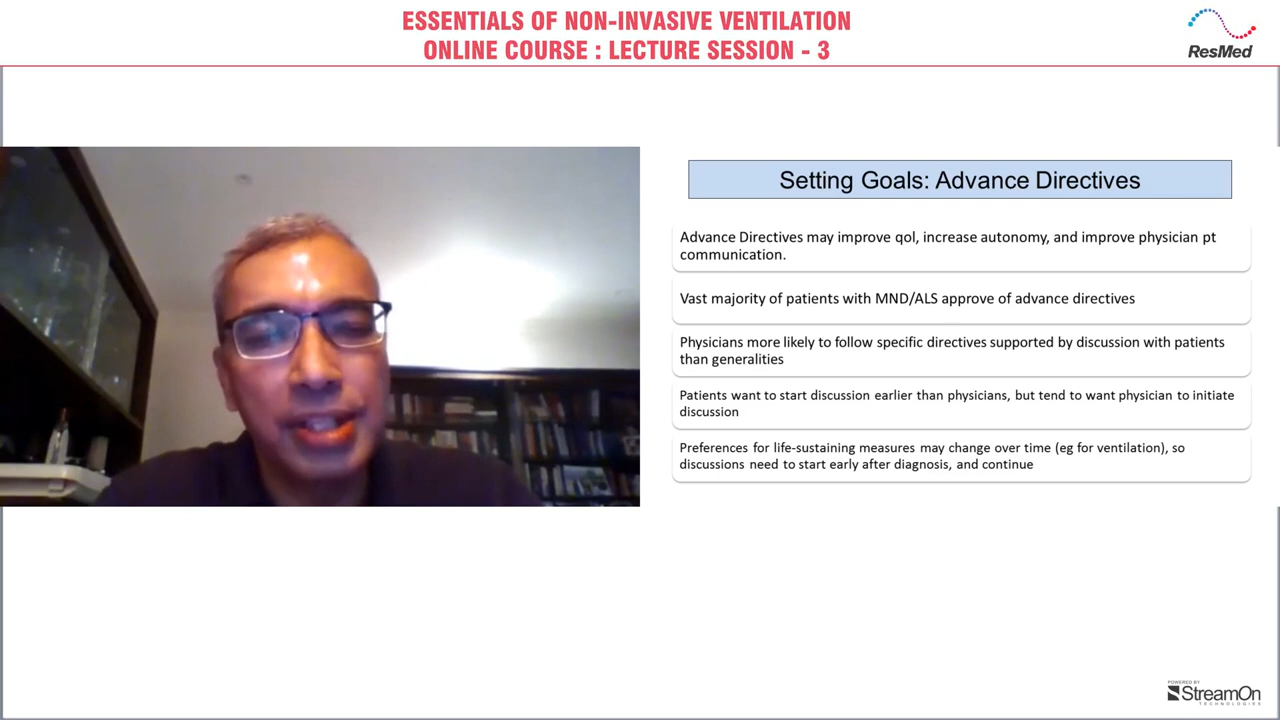 ESSENTIALS OF NON-INVASIVE VENTILATION
ONLINE COURSE : LECTURE SESSION - 3
ResMed
Setting Goals: Advance Directives
Advance Directives may improve qol, increase autonomy, and improve physician pt
communication.
Vast majority of patients with MND/ALS approve of advance directives
Physicians more likely to follow specific directives supported by discussion with patients
than generalities
Patients want to start discussion earlier than physicians, but tend to want physician to initiate
discussion
Preferences for life-sustaining measures may change over time (eg for ventilation), so
discussions need to start early after diagnosis, and continue
POWERED BY
StreamOn
TECHNOLOGIES